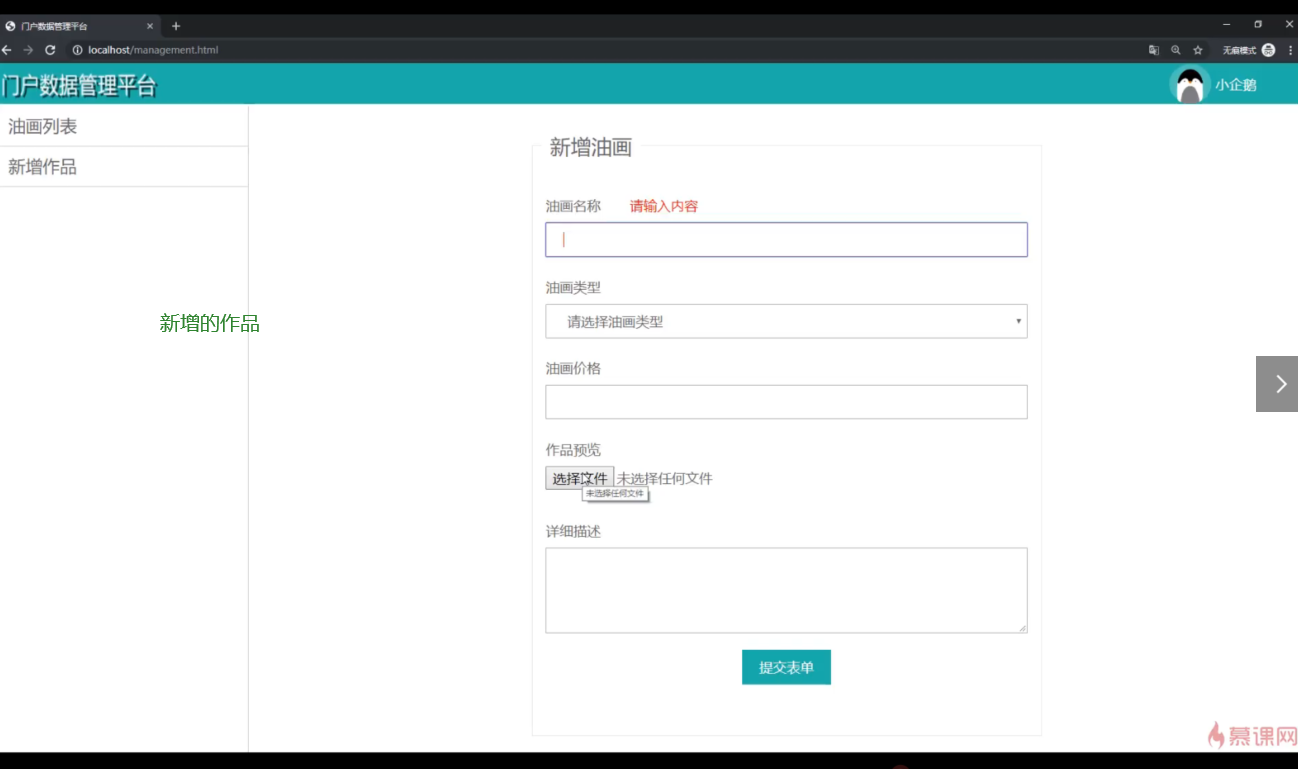 门户数据管理平台
localhost/management.html
无痕模式
门户数据管理平台
小企鹅
油画列表
新增作品
新增的作品
新增油画
油画名称 请输入内容
油画类型
请选择油画类型
油画价格
作品预览
选择文件 未选择任何文件
未选择任何文件
详细描述
提交表单
慕课网